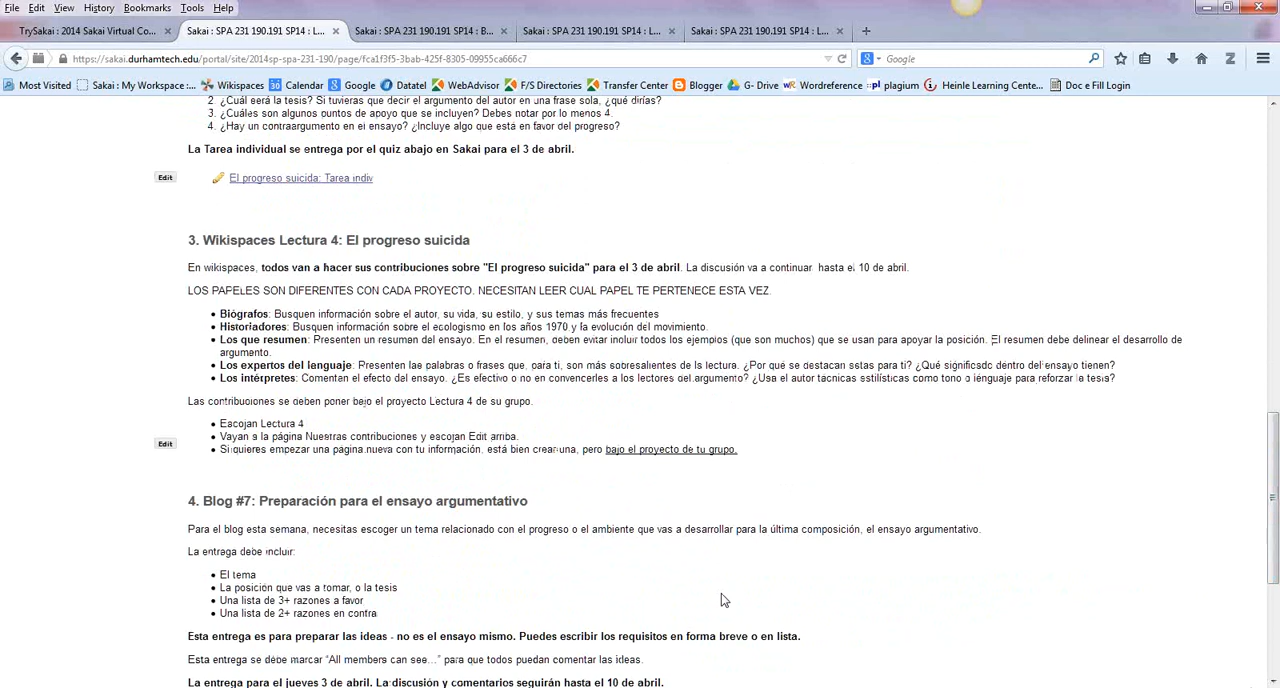 File Edit View History Bookmarks Tools Help
TrySakai : 2014 Sakai Virtual Co... × Sakai : SPA 231 190.191 SP14 : L... × Sakai : SPA 231 190.191 SP14 : B... × Sakai : SPA 231 190.191 SP14 : L... × Sakai : SPA 231 190.191 SP14 : L... × +
https://sakai.durhamtech.edu/portal/site/2014sp-spa-231-190/page/fca1f3f5-3bab-425f-8305-09955ca666c7 Google
Most Visited Sakai : My Workspace :... Wikispaces Calendar Google Datatel WebAdvisor F/S Directories Transfer Center Blogger G- Drive Wordreference plagium Heinle Learning Cente... Doc e Fill Login
2. ¿Cuál será la tesis? Si tuvieras que decir el argumento del autor en una frase sola, ¿qué dirías?
3. ¿Cuáles son algunos puntos de apoyo que se incluyen? Debes notar por lo menos 4.
4. ¿Hay un contraargumento en el ensayo? ¿Incluye algo que está en favor del progreso?
La Tarea individual se entrega por el quiz abajo en Sakai para el 3 de abril.
Edit El progreso suicida: Tarea indiv
3. Wikispaces Lectura 4: El progreso suicida
En wikispaces, todos van a hacer sus contribuciones sobre "El progreso suicida" para el 3 de abril. La discusión va a continuar hasta el 10 de abril.
LOS PAPELES SON DIFERENTES CON CADA PROYECTO. NECESITAN LEER CUAL PAPEL TE PERTENECE ESTA VEZ.
• Biógrafos: Busquen información sobre el autor, su vida, su estilo, y sus temas más frecuentes
• Historiadores: Busquen información sobre el ecologismo en los años 1970 y la evolución del movimiento.
• Los que resumen: Presenten un resumen del ensayo. En el resumen, deben evitar incluir todos los ejemplos (que son muchos) que se usan para apoyar la posición. El resumen debe delinear el desarrollo de
argumento.
• Los expertos del lenguaje: Presenten las palabras o frases que, para ti, son más sobresalientes de la lectura. ¿Por qué se destacan estas para ti? ¿Qué significado dentro del ensayo tienen?
• Los intérpretes: Comenten el efecto del ensayo. ¿Es efectivo o no en convencerles a los lectores del argumento? ¿Usa el autor técnicas estilísticas como tono o lenguaje para reforzar la tesis?
Las contribuciones se deben poner bajo el proyecto Lectura 4 de su grupo.
• Escojan Lectura 4
• Vayan a la página Nuestras contribuciones y escojan Edit arriba.
Edit • Si quieres empezar una página nueva con tu información, está bien crear una, pero bajo el proyecto de tu grupo.
4. Blog #7: Preparación para el ensayo argumentativo
Para el blog esta semana, necesitas escoger un tema relacionado con el progreso o el ambiente que vas a desarrollar para la última composición, el ensayo argumentativo.
La entrega debe incluir:
• El tema
• La posición que vas a tomar, o la tesis
• Una lista de 3+ razones a favor
• Una lista de 2+ razones en contra
Esta entrega es para preparar las ideas - no es el ensayo mismo. Puedes escribir los requisitos en forma breve o en lista.
Esta entrega se debe marcar “All members can see...” para que todos puedan comentar las ideas.
La entrega para el jueves 3 de abril. La discusión y comentarios seguirán hasta el 10 de abril.